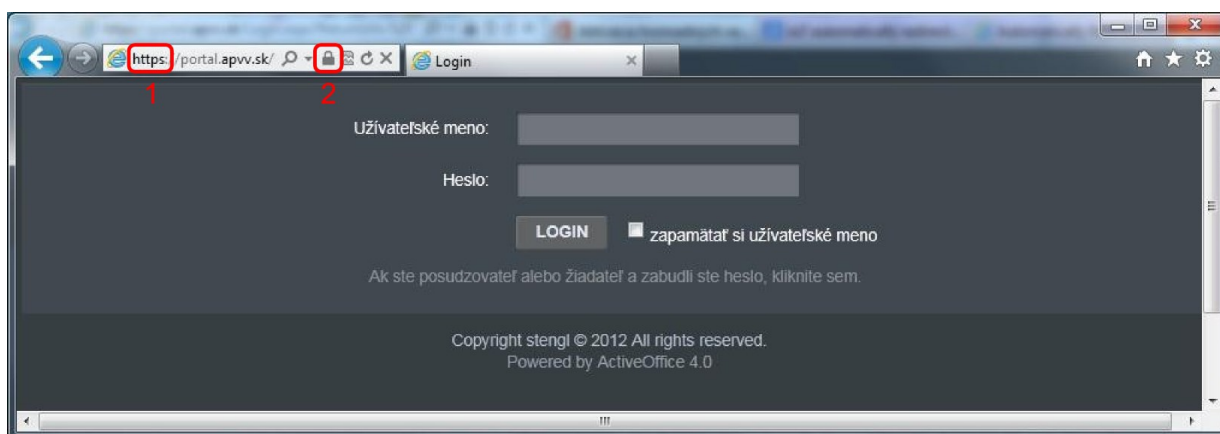 https://portal.apvv.sk/
Login
1
2
Užívateľské meno:
Heslo:
LOGIN
zapamätať si užívateľské meno
Ak ste posudzovateľ alebo žiadateľ a zabudli ste heslo, kliknite sem.
Copyright stengl © 2012 All rights reserved.
Powered by ActiveOffice 4.0